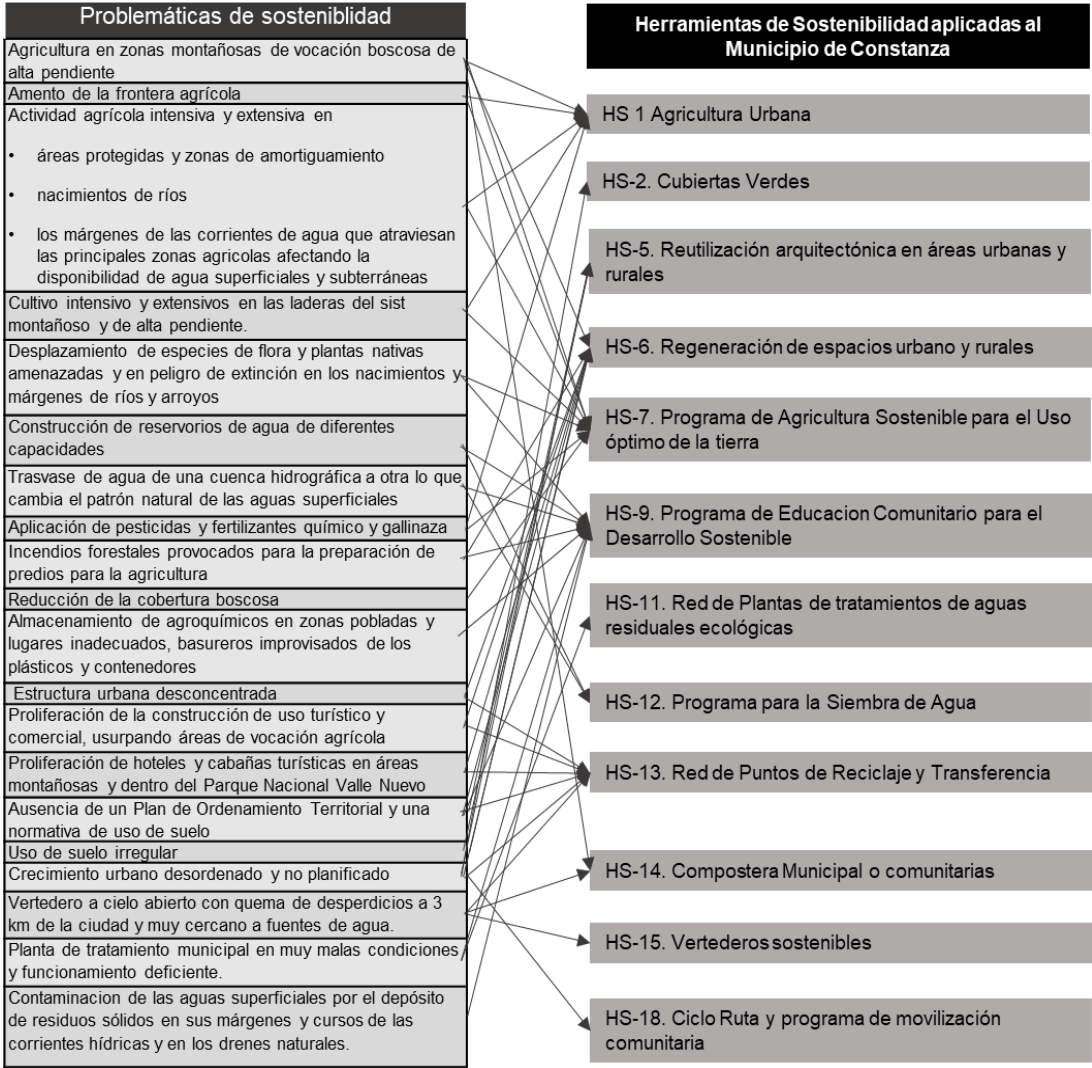 Problemáticas de sosteniblidad
Agricultura en zonas montañosas de vocación boscosa de
alta pendiente
Amento de la frontera agrícola
Actividad agrícola intensiva y extensiva en
• áreas protegidas y zonas de amortiguamiento
• nacimientos de ríos
• los márgenes de las corrientes de agua que atraviesan
las principales zonas agricolas afectando la
disponibilidad de agua superficiales y subterráneas
Cultivo intensivo y extensivos en las laderas del sist
montañoso y de alta pendiente.
Desplazamiento de especies de flora y plantas nativas
amenazadas y en peligro de extinción en los nacimientos y
márgenes de ríos y arroyos
Construcción de reservorios de agua de diferentes
capacidades
Trasvase de agua de una cuenca hidrográfica a otra lo que
cambia el patrón natural de las aguas superficiales
Aplicación de pesticidas y fertilizantes químico y gallinaza
Incendios forestales provocados para la preparación de
predios para la agricultura
Reducción de la cobertura boscosa
Almacenamiento de agroquímicos en zonas pobladas y
lugares inadecuados, basureros improvisados de los
plásticos y contenedores
Estructura urbana desconcentrada
Proliferación de la construcción de uso turístico y
comercial, usurpando áreas de vocación agrícola
Proliferación de hoteles y cabañas turísticas en áreas
montañosas y dentro del Parque Nacional Valle Nuevo
Ausencia de un Plan de Ordenamiento Territorial y una
normativa de uso de suelo
Uso de suelo irregular
Crecimiento urbano desordenado y no planificado
Vertedero a cielo abierto con quema de desperdicios a 3
km de la ciudad y muy cercano a fuentes de agua.
Planta de tratamiento municipal en muy malas condiciones
y funcionamiento deficiente.
Contaminacion de las aguas superficiales por el depósito
de residuos sólidos en sus márgenes y cursos de las
corrientes hídricas y en los drenes naturales.
Herramientas de Sostenibilidad aplicadas al
Municipio de Constanza
HS 1 Agricultura Urbana
HS-2. Cubiertas Verdes
HS-5. Reutilización arquitectónica en áreas urbanas y
rurales
HS-6. Regeneración de espacios urbano y rurales
HS-7. Programa de Agricultura Sostenible para el Uso
óptimo de la tierra
HS-9. Programa de Educacion Comunitario para el
Desarrollo Sostenible
HS-11. Red de Plantas de tratamientos de aguas
residuales ecológicas
HS-12. Programa para la Siembra de Agua
HS-13. Red de Puntos de Reciclaje y Transferencia
HS-14. Compostera Municipal o comunitarias
HS-15. Vertederos sostenibles
HS-18. Ciclo Ruta y programa de movilización
comunitaria